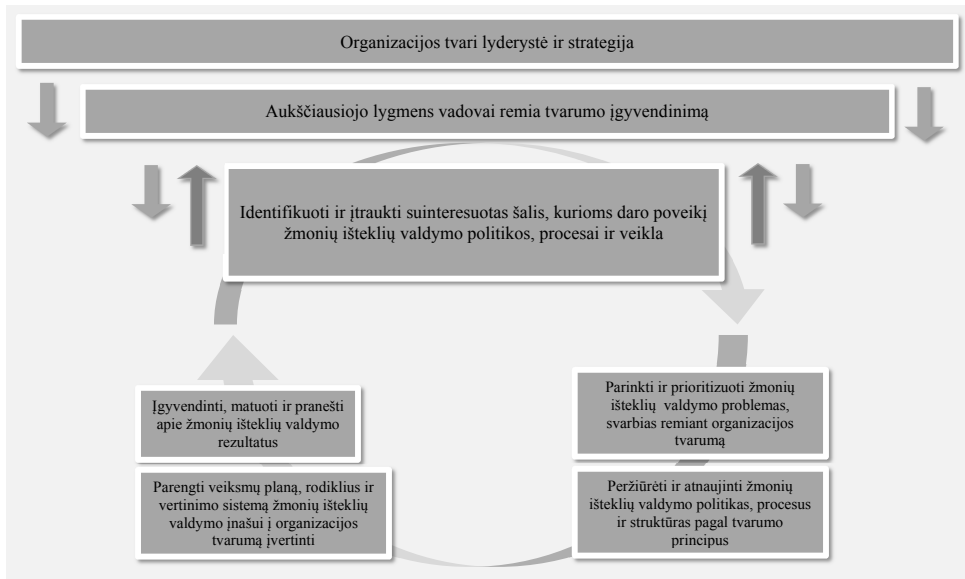 Organizacijos tvari lyderystė ir strategija
Aukščiausiojo lygmens vadovai remia tvarumo įgyvendinimą
Identifikuoti ir įtraukti suinteresuotas šalis, kurioms daro poveikį
žmonių išteklių valdymo politikos, procesai ir veikla
Parinkti ir prioritizuoti žmonių
išteklių valdymo problemas,
svarbias remiant organizacijos
tvarumą
Peržiūrėti ir atnaujinti žmonių
išteklių valdymo politikas, procesus
ir struktūras pagal tvarumo
principus
Parengti veiksmų planą, rodiklius ir
vertinimo sistemą žmonių išteklių
valdymo įnašui į organizacijos
tvarumą įvertinti
Įgyvendinti, matuoti ir pranešti
apie žmonių išteklių valdymo
rezultatus